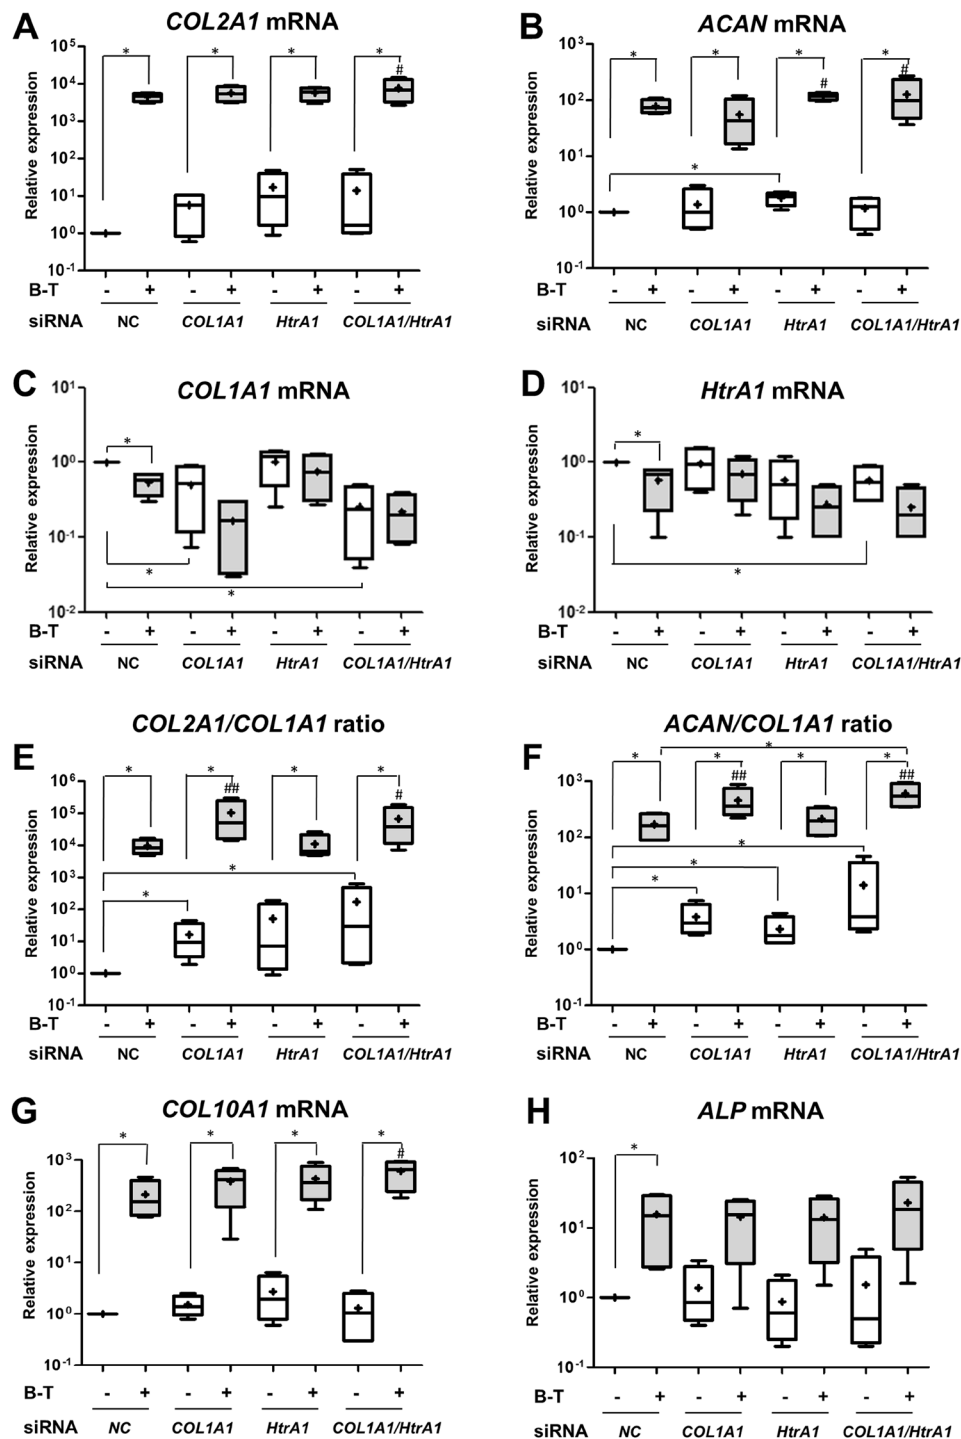 A COL2A1 mRNA
Relative expression
10^5
10^4
10^3
10^2
10^1
10^0
10^-1
* * * *
#
B-T - + - + - + - +
siRNA NC COL1A1 HtrA1 COL1A1/HtrA1
B ACAN mRNA
Relative expression
10^3
10^2
10^1
10^0
10^-1
* * * *
# #
*
B-T - + - + - + - +
siRNA NC COL1A1 HtrA1 COL1A1/HtrA1
C COL1A1 mRNA
Relative expression
10^1
10^0
10^-1
10^-2
*
*
*
B-T - + - + - + - +
siRNA NC COL1A1 HtrA1 COL1A1/HtrA1
D HtrA1 mRNA
Relative expression
10^1
10^0
10^-1
10^-2
*
*
B-T - + - + - + - +
siRNA NC COL1A1 HtrA1 COL1A1/HtrA1
E COL2A1/COL1A1 ratio
Relative expression
10^6
10^5
10^4
10^3
10^2
10^1
10^0
10^-1
* * * *
## #
*
*
B-T - + - + - + - +
siRNA NC COL1A1 HtrA1 COL1A1/HtrA1
F ACAN/COL1A1 ratio
Relative expression
10^3
10^2
10^1
10^0
10^-1
*
* * * *
## ##
*
*
*
B-T - + - + - + - +
siRNA NC COL1A1 HtrA1 COL1A1/HtrA1
G COL10A1 mRNA
Relative expression
10^3
10^2
10^1
10^0
10^-1
* * * *
#
B-T - + - + - + - +
siRNA NC COL1A1 HtrA1 COL1A1/HtrA1
H ALP mRNA
Relative expression
10^2
10^1
10^0
10^-1
*
B-T - + - + - + - +
siRNA NC COL1A1 HtrA1 COL1A1/HtrA1